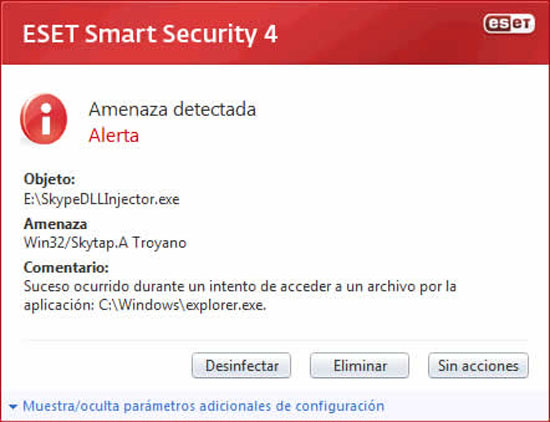 ESET Smart Security 4
eset
Amenaza detectada
Alerta
Objeto:
E:\SkypeDLLInjector.exe
Amenaza
Win32/Skytap.A Troyano
Comentario:
Suceso ocurrido durante un intento de acceder a un archivo por la
aplicación: C:\Windows\explorer.exe.
Desinfectar
Eliminar
Sin acciones
Muestra/oculta parámetros adicionales de configuración